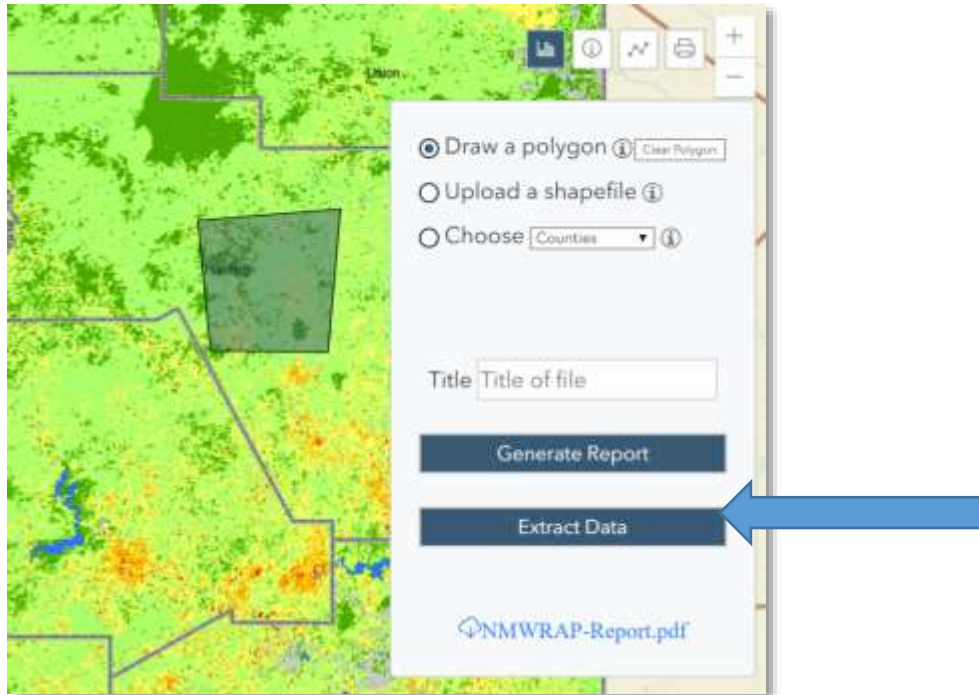 Union
Draw a polygon Clear Polygon
Upload a shapefile
Choose Counties
Harding
Title Title of file
Generate Report
Extract Data
NMWRAP-Report.pdf